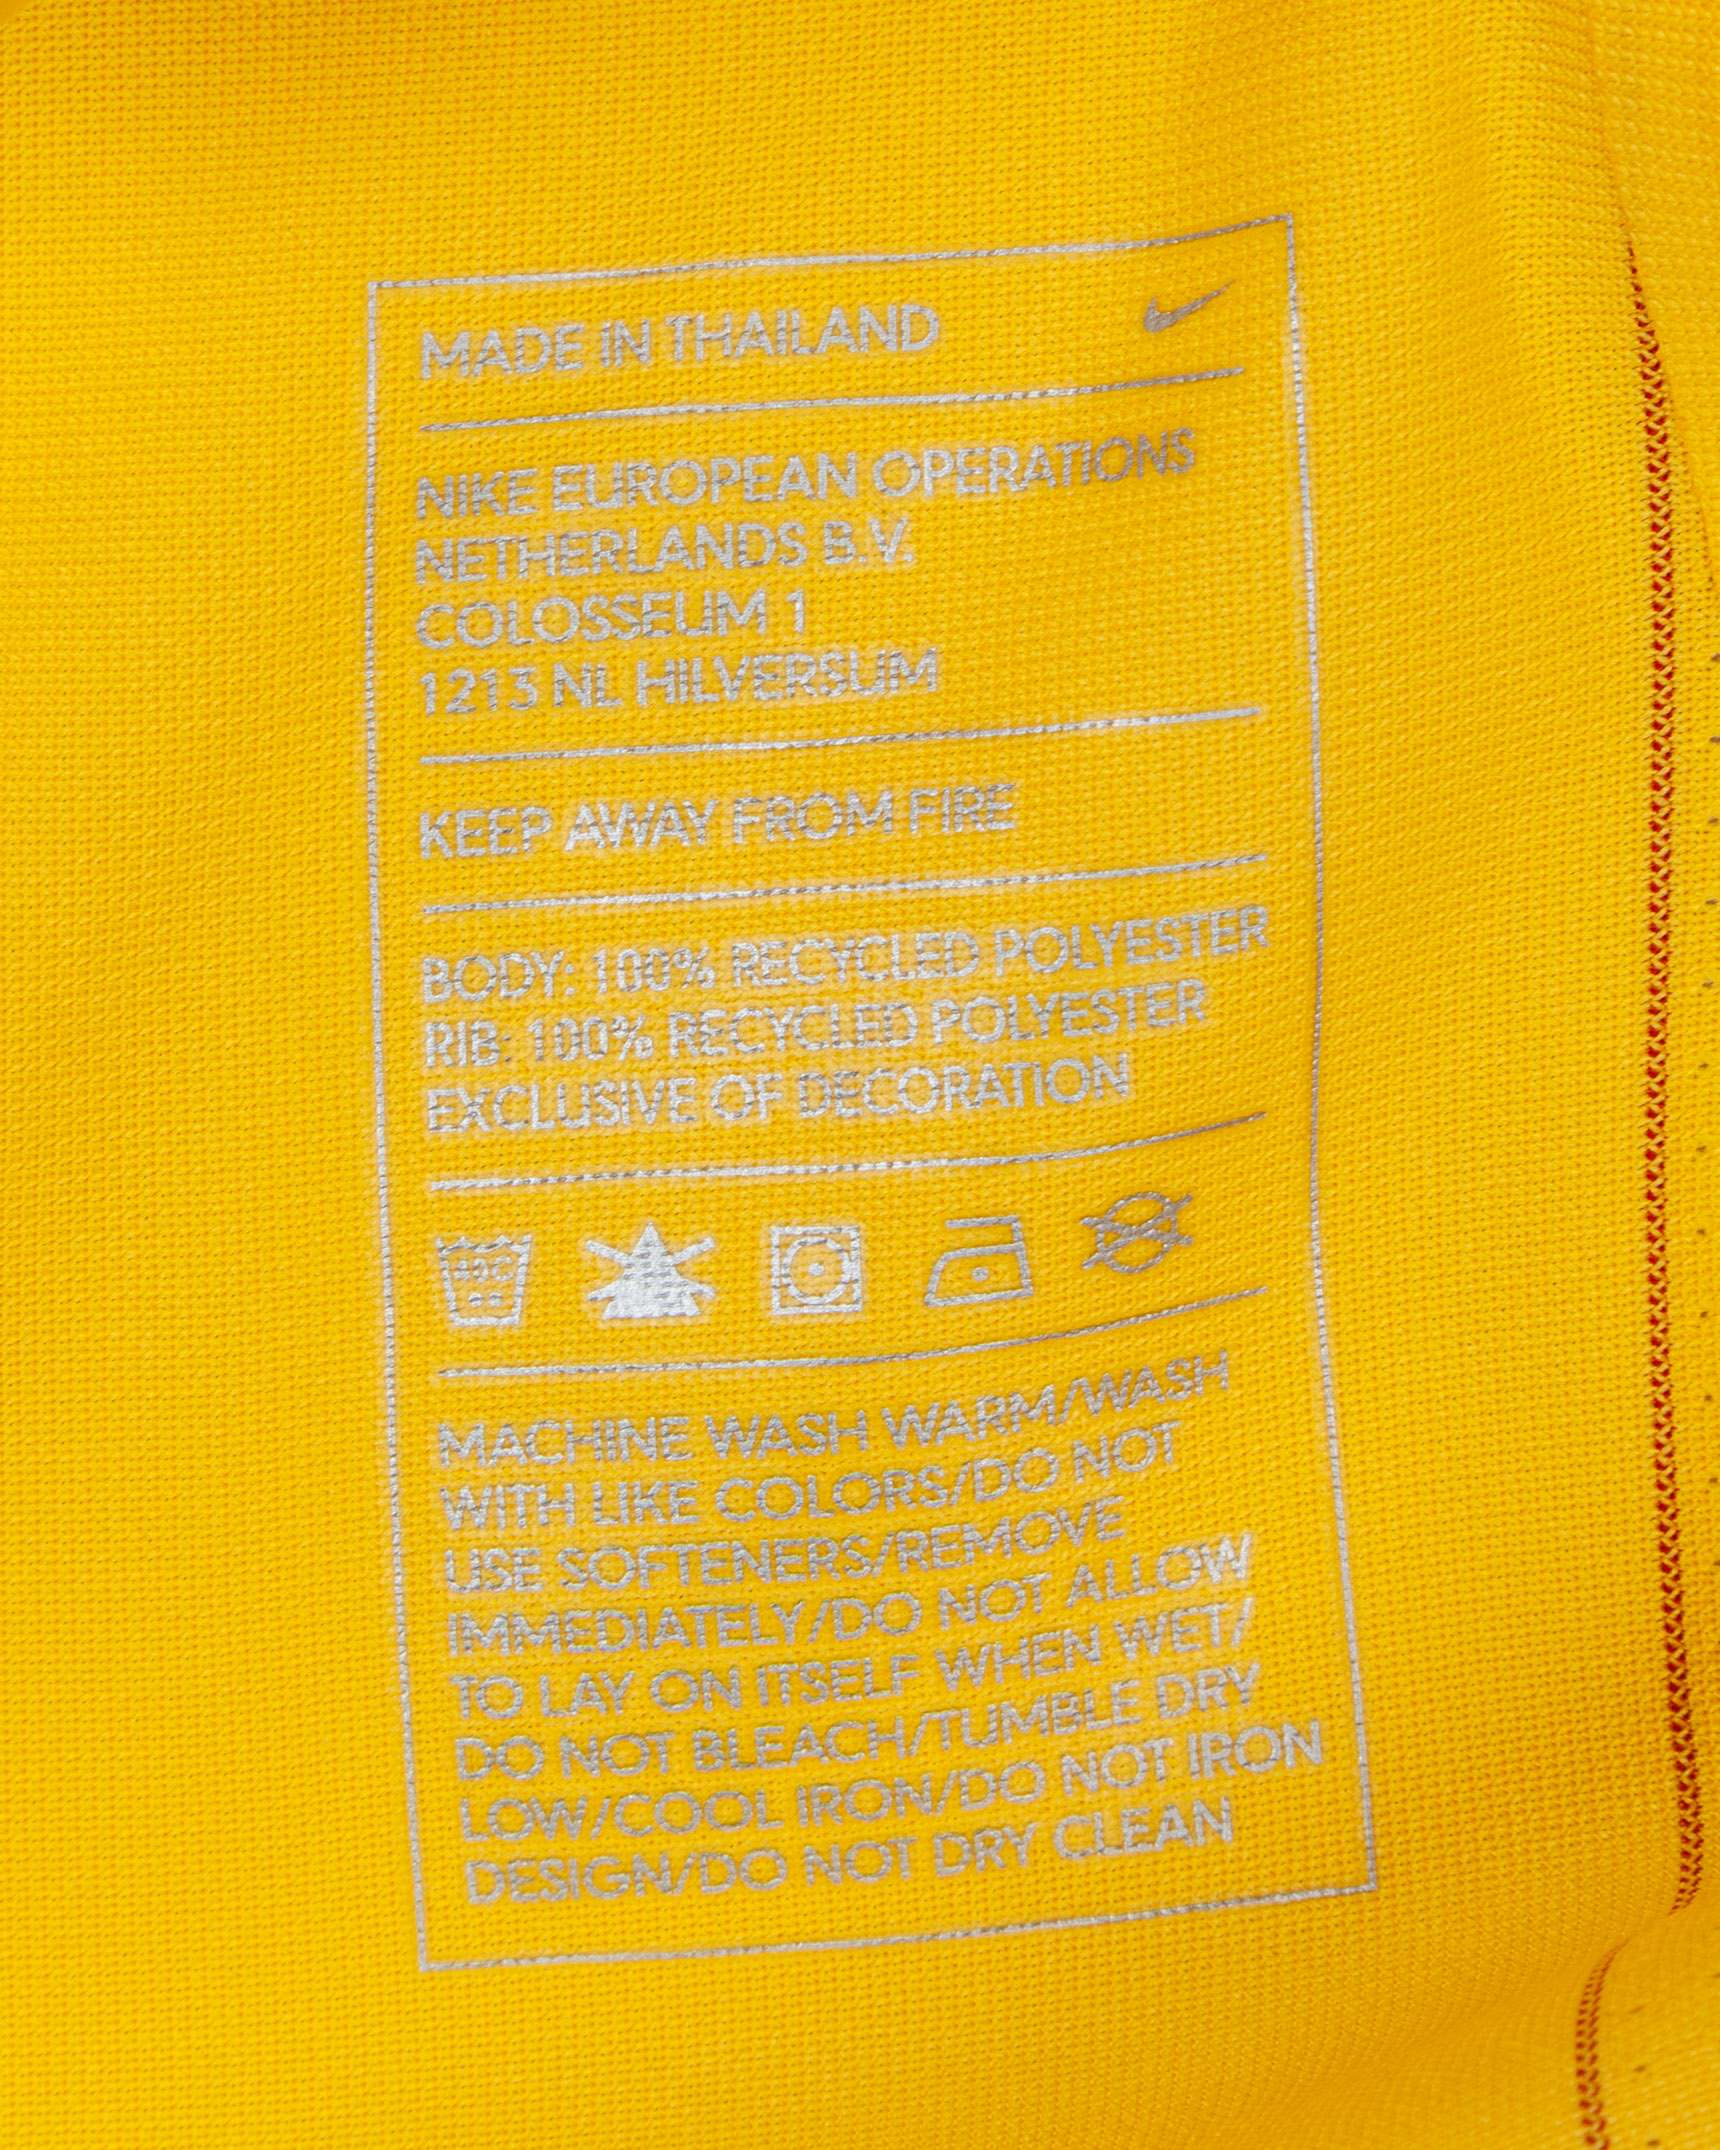 MADE IN THAILAND
NIKE EUROPEAN OPERATIONS
NETHERLANDS B.V.
COLOSSEUM 1
1213 NL HILVERSUM
KEEP AWAY FROM FIRE
BODY: 100% RECYCLED POLYESTER
RIB: 100% RECYCLED POLYESTER
EXCLUSIVE OF DECORATION
40C
MACHINE WASH WARM/WASH
WITH LIKE COLORS/DO NOT
USE SOFTENERS/REMOVE
IMMEDIATELY/DO NOT ALLOW
TO LAY ON ITSELF WHEN WET/
DO NOT BLEACH/TUMBLE DRY
LOW/COOL IRON/DO NOT IRON
DESIGN/DO NOT DRY CLEAN